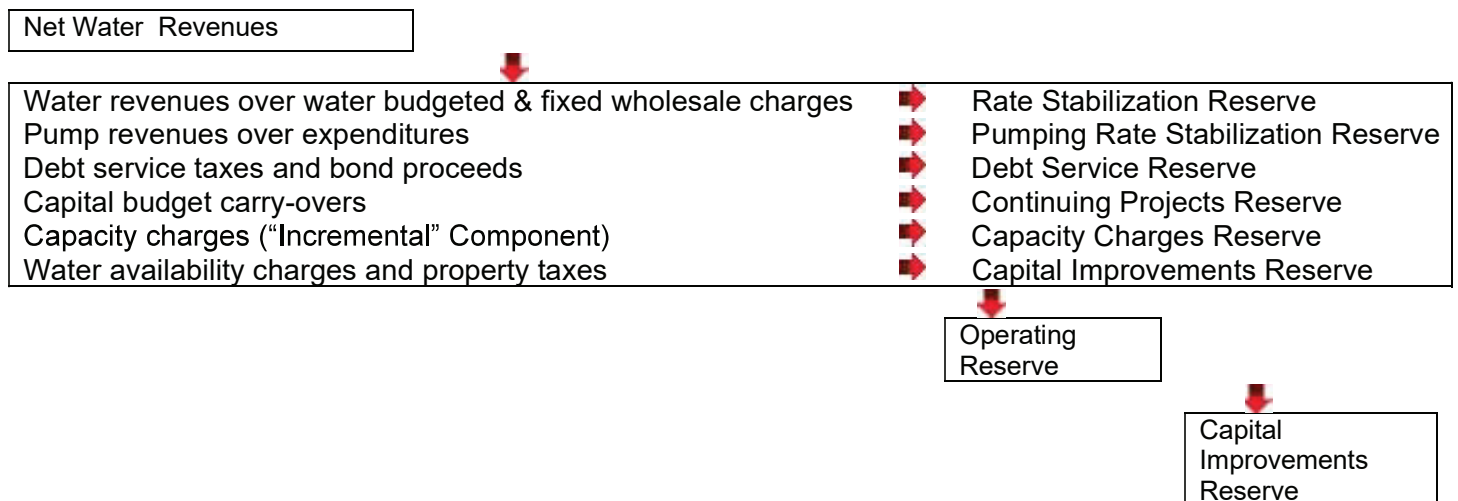 Net Water Revenues
Water revenues over water budgeted & fixed wholesale charges Rate Stabilization Reserve
Pump revenues over expenditures Pumping Rate Stabilization Reserve
Debt service taxes and bond proceeds Debt Service Reserve
Capital budget carry-overs Continuing Projects Reserve
Capacity charges (“Incremental” Component) Capacity Charges Reserve
Water availability charges and property taxes Capital Improvements Reserve
Operating
Reserve
Capital
Improvements
Reserve